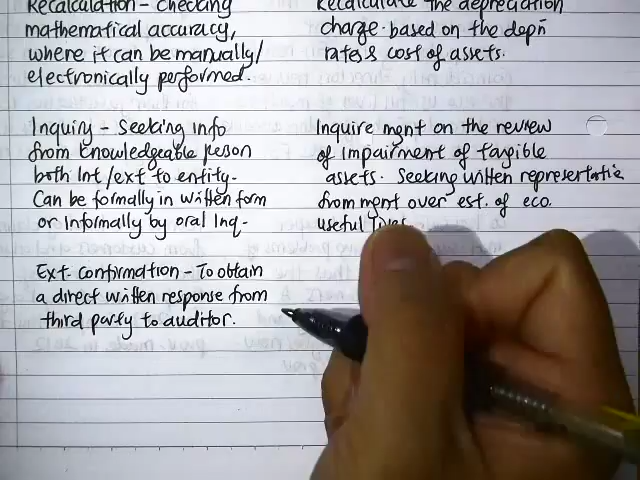 Recalculation - Checking
mathematical accuracy,
where it can be manually/
electronically performed.
Inquiry - Seeking info
from knowledgeable person
both Int/ext to entity.
Can be formally in written form
or informally by oral Inq.
Ext. confirmation - To obtain
a direct written response from
third party to auditor.
Recalculate the depreciation
charge based on the depn
rates & cost of assets.
Inquire mgnt on the review
of impairment of tangible
assets. Seeking written representatio
from mgnt over est. of eco.
useful lives.